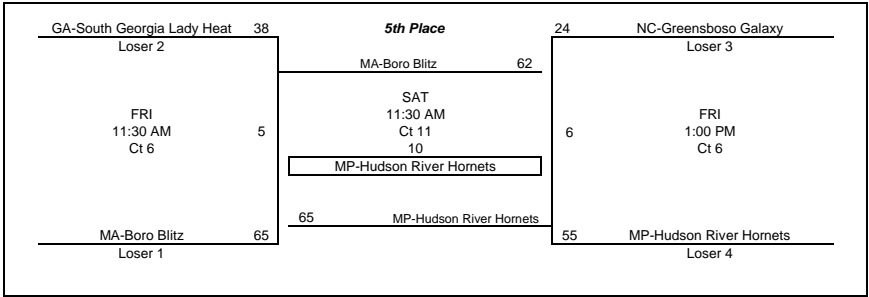 GA-South Georgia Lady Heat 38 5th Place 24 NC-Greensboso Galaxy
Loser 2 Loser 3
MA-Boro Blitz 62
SAT
FRI 11:30 AM FRI
11:30 AM 5 Ct 11 6 1:00 PM
Ct 6 10 Ct 6
MP-Hudson River Hornets
65 MP-Hudson River Hornets
MA-Boro Blitz 65 55 MP-Hudson River Hornets
Loser 1 Loser 4